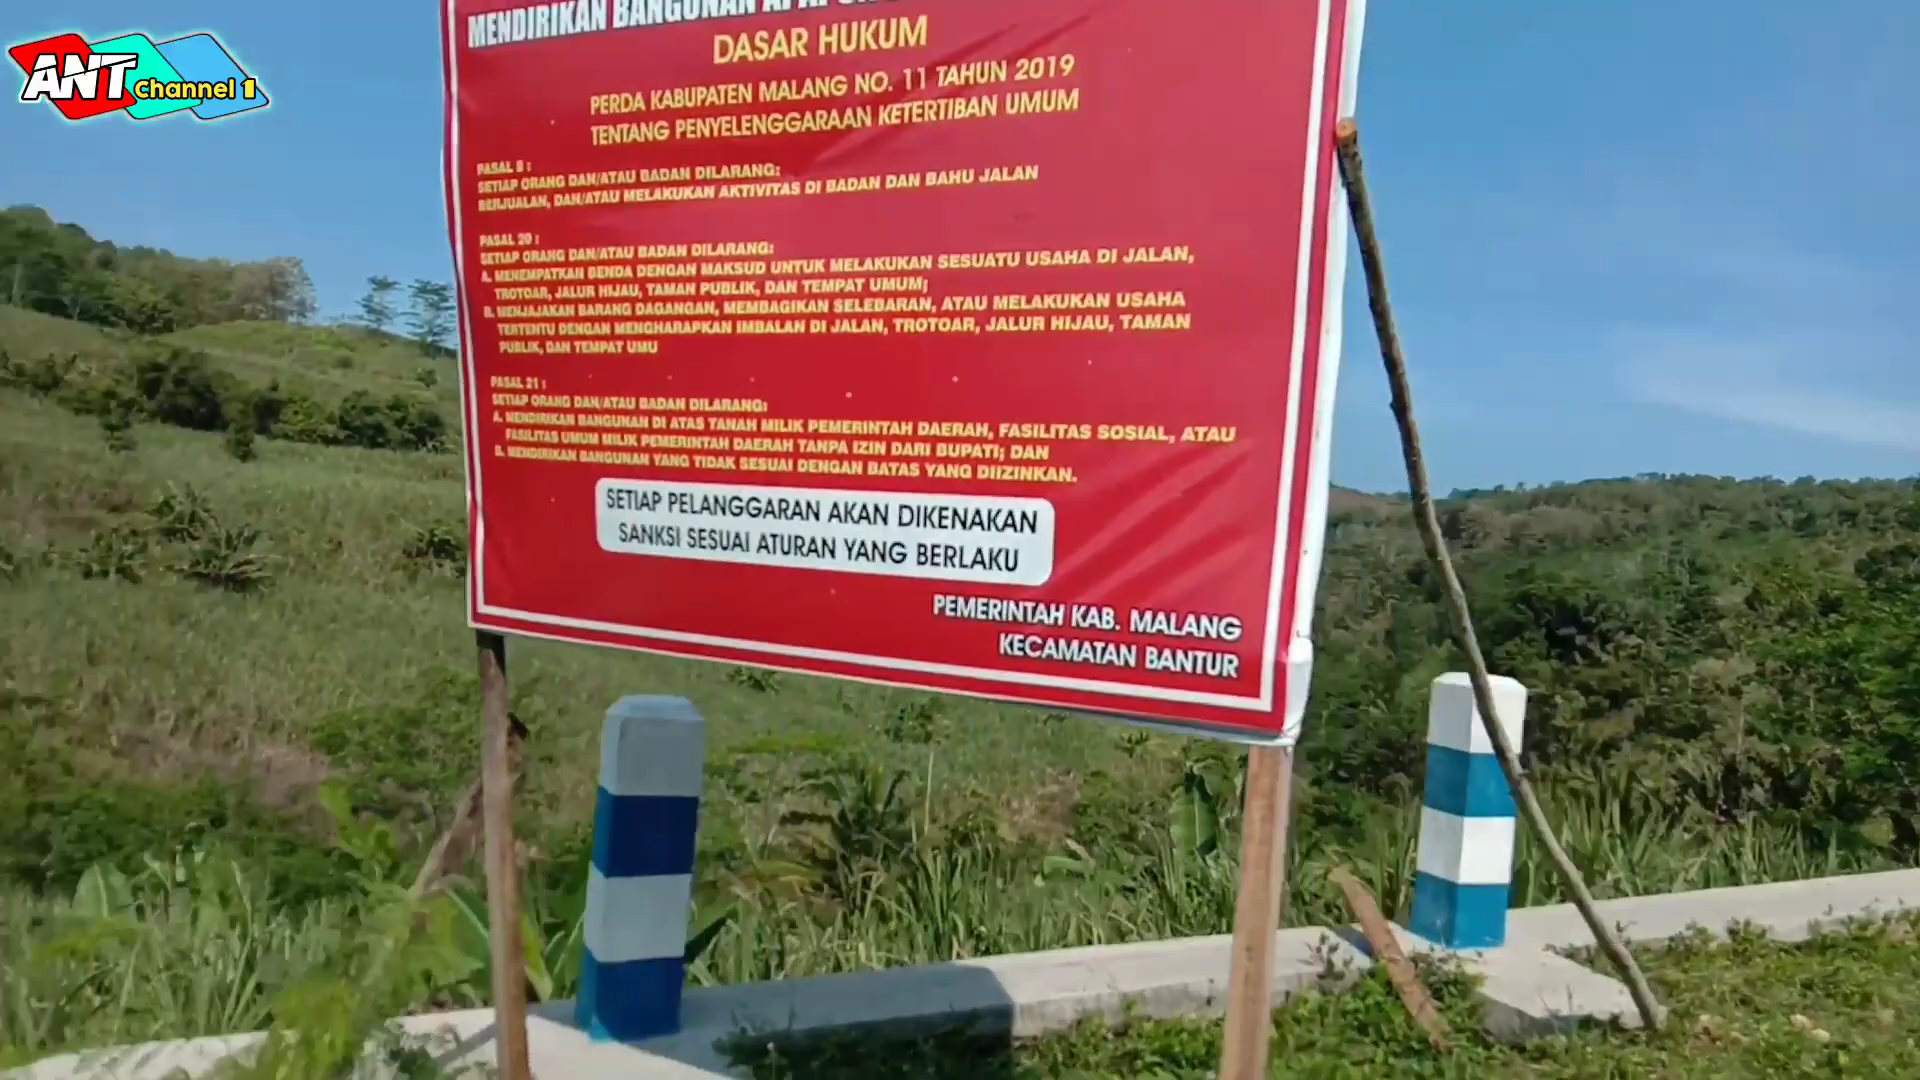 ANT Channel 1
MENDIRIKAN BANGUNAN
DASAR HUKUM
PERDA KABUPATEN MALANG NO. 11 TAHUN 2019
TENTANG PENYELENGGARAAN KETERTIBAN UMUM
PASAL 8 :
SETIAP ORANG DAN/ATAU BADAN DILARANG:
BERJUALAN, DAN/ATAU MELAKUKAN AKTIVITAS DI BADAN DAN BAHU JALAN
PASAL 20 :
SETIAP ORANG DAN/ATAU BADAN DILARANG:
A. MENEMPATKAN BENDA DENGAN MAKSUD UNTUK MELAKUKAN SESUATU USAHA DI JALAN,
TROTOAR, JALUR HIJAU, TAMAN PUBLIK, DAN TEMPAT UMUM;
B. MENJAJAKAN BARANG DAGANGAN, MEMBAGIKAN SELEBARAN, ATAU MELAKUKAN USAHA
TERTENTU DENGAN MENGHARAPKAN IMBALAN DI JALAN, TROTOAR, JALUR HIJAU, TAMAN
PUBLIK, DAN TEMPAT UMU
PASAL 21 :
SETIAP ORANG DAN/ATAU BADAN DILARANG:
A. MENDIRIKAN BANGUNAN DI ATAS TANAH MILIK PEMERINTAH DAERAH, FASILITAS SOSIAL, ATAU
FASILITAS UMUM MILIK PEMERINTAH DAERAH TANPA IZIN DARI BUPATI; DAN
B. MENDIRIKAN BANGUNAN YANG TIDAK SESUAI DENGAN BATAS YANG DIIZINKAN.
SETIAP PELANGGARAN AKAN DIKENAKAN
SANKSI SESUAI ATURAN YANG BERLAKU
PEMERINTAH KAB. MALANG
KECAMATAN BANTUR